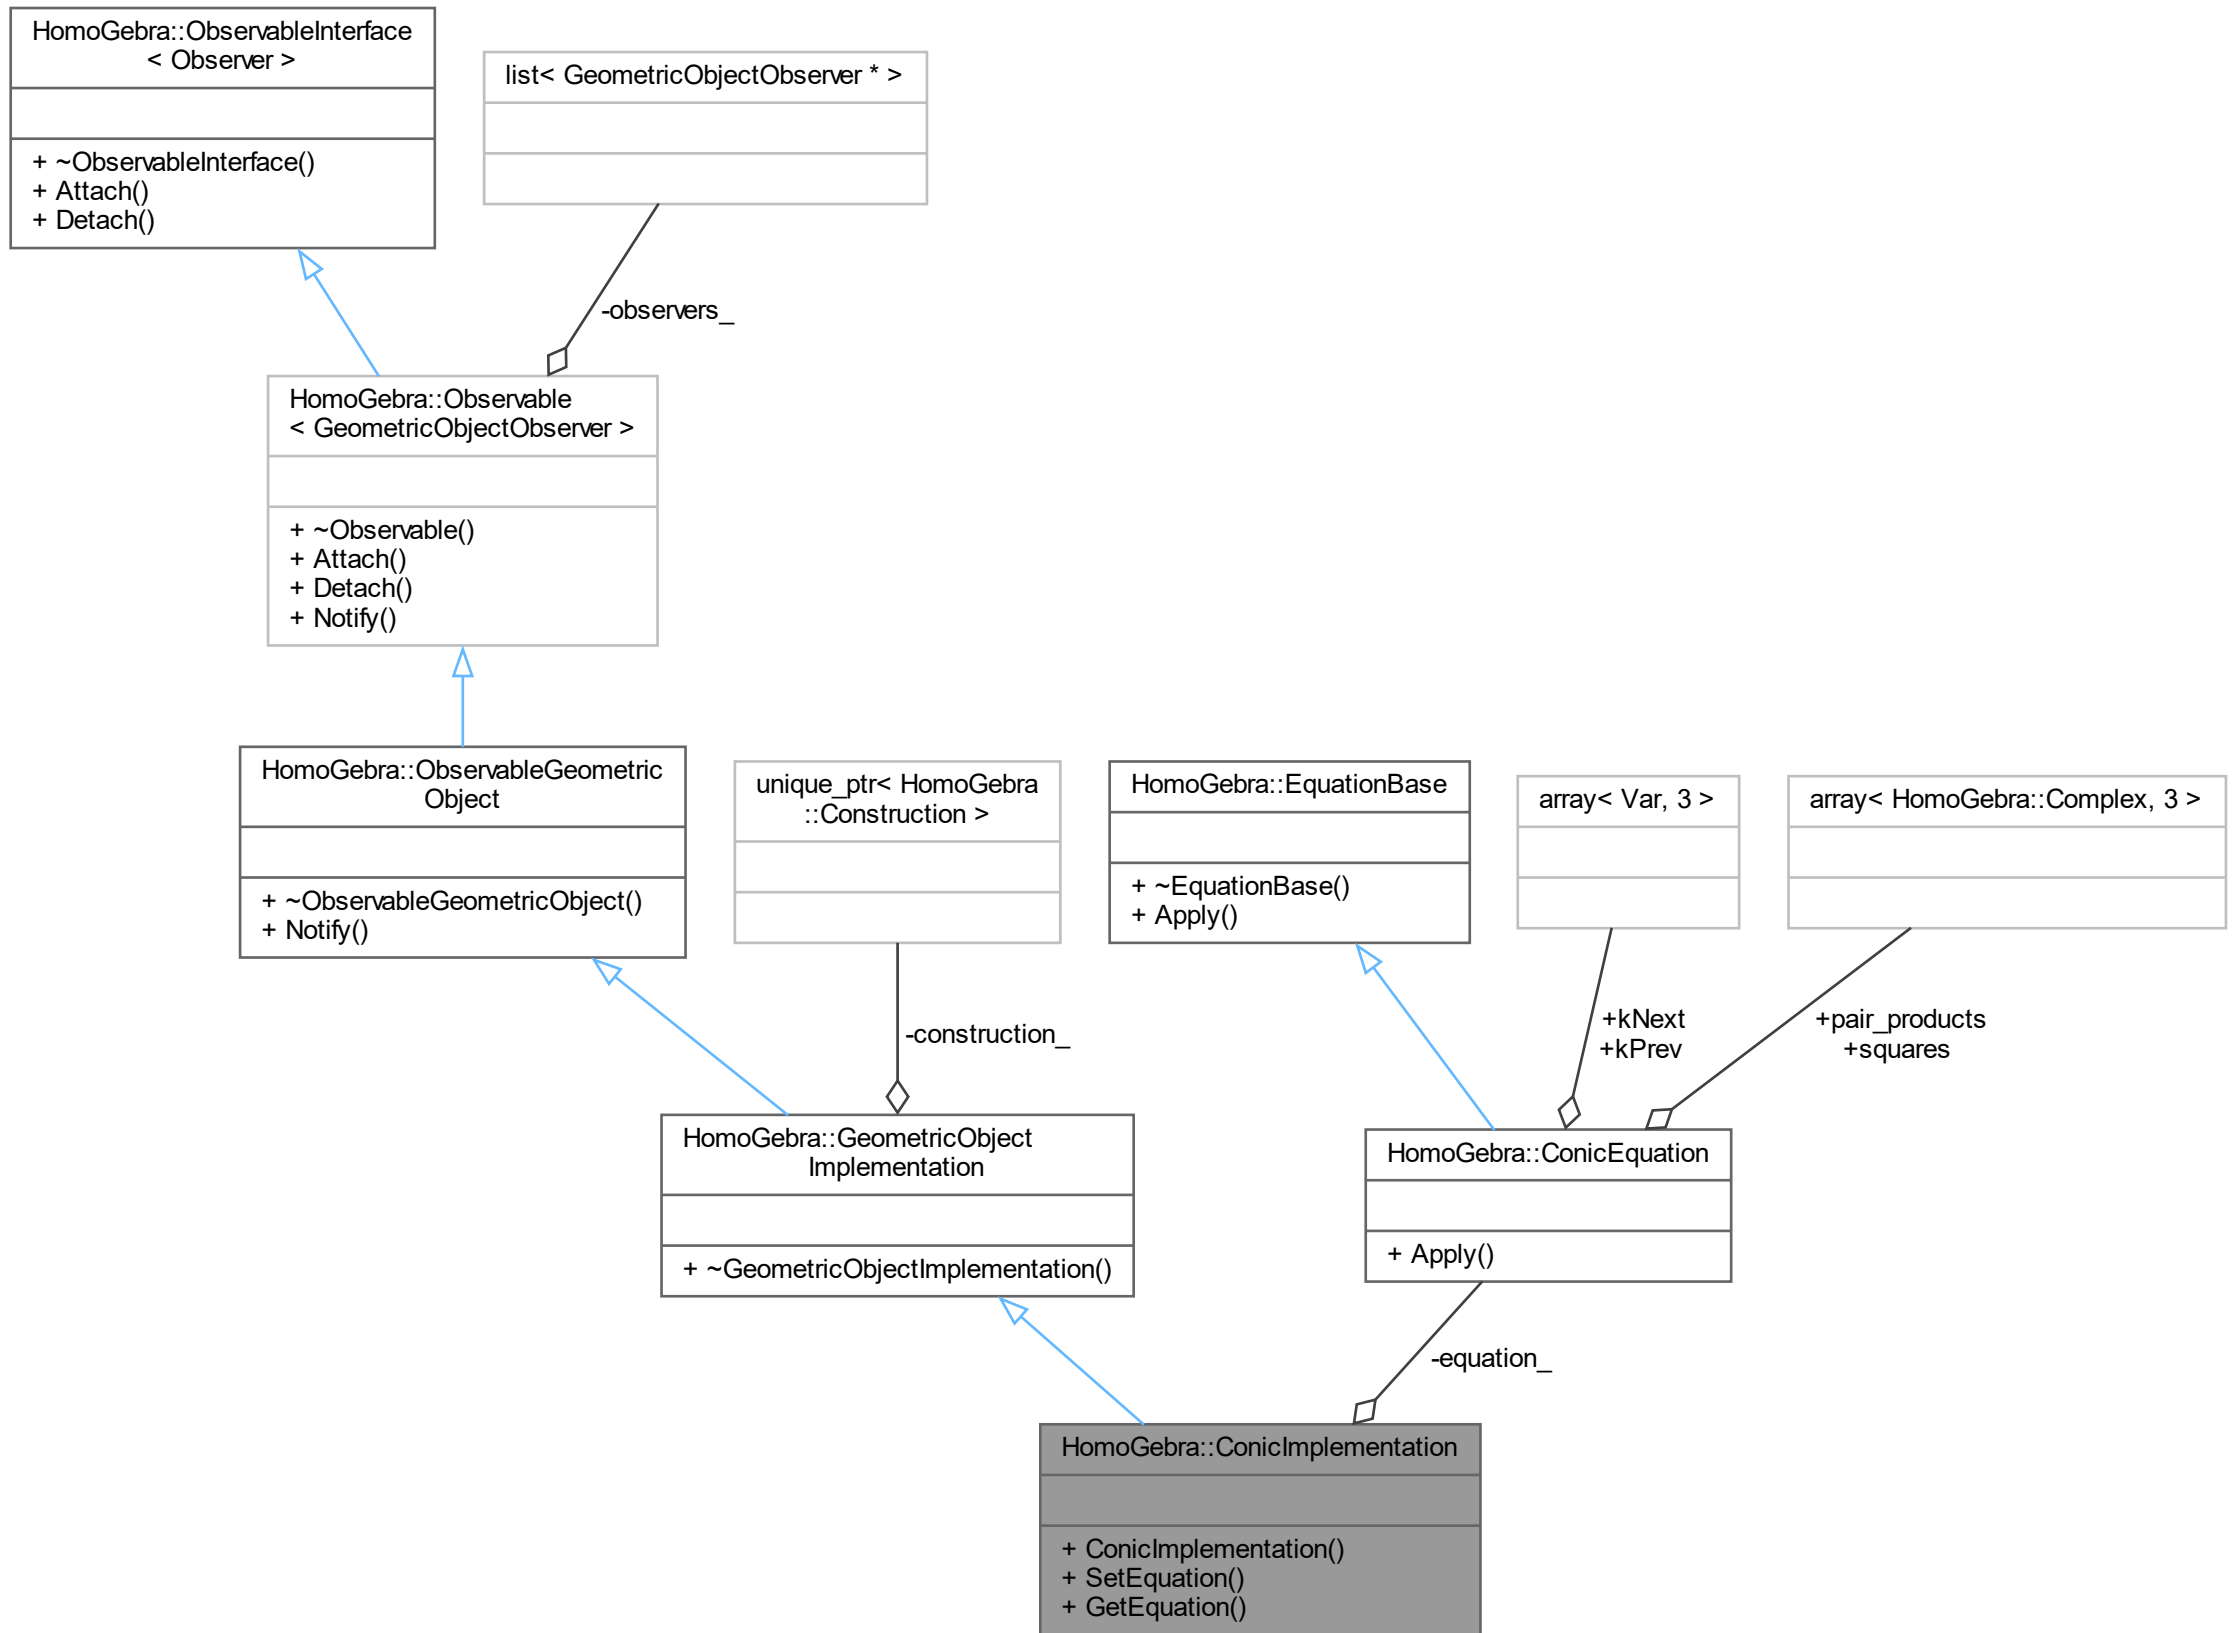 HomoGebra::ObservableInterface
< Observer >
+ ~ObservableInterface()
+ Attach()
+ Detach()
list< GeometricObjectObserver * >
-observers_
HomoGebra::Observable
< GeometricObjectObserver >
+ ~Observable()
+ Attach()
+ Detach()
+ Notify()
HomoGebra::ObservableGeometric
Object
+ ~ObservableGeometricObject()
+ Notify()
unique_ptr< HomoGebra
::Construction >
HomoGebra::EquationBase
+ ~EquationBase()
+ Apply()
array< Var, 3 >
array< HomoGebra::Complex, 3 >
-construction_
+kNext
+kPrev
+pair_products
+squares
HomoGebra::GeometricObject
Implementation
+ ~GeometricObjectImplementation()
HomoGebra::ConicEquation
+ Apply()
-equation_
HomoGebra::ConicImplementation
+ ConicImplementation()
+ SetEquation()
+ GetEquation()